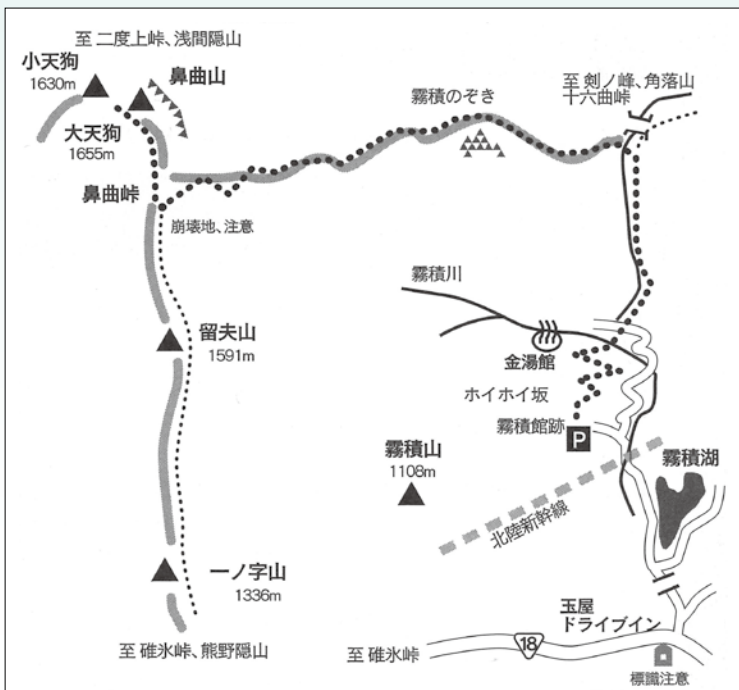 至 二度上峠、浅間隠山
小天狗
1630m
鼻曲山
大天狗
1655m
鼻曲峠
崩壊地、注意
霧積のぞき
至 剣ノ峰、角落山
十六曲峠
霧積川
留夫山
1591m
金湯館
ホイホイ坂
霧積館跡
P
霧積山
1108m
霧積湖
北陸新幹線
一ノ字山
1336m
玉屋
ドライブイン
至 碓氷峠、熊野隠山
至 碓氷峠
18
標識注意